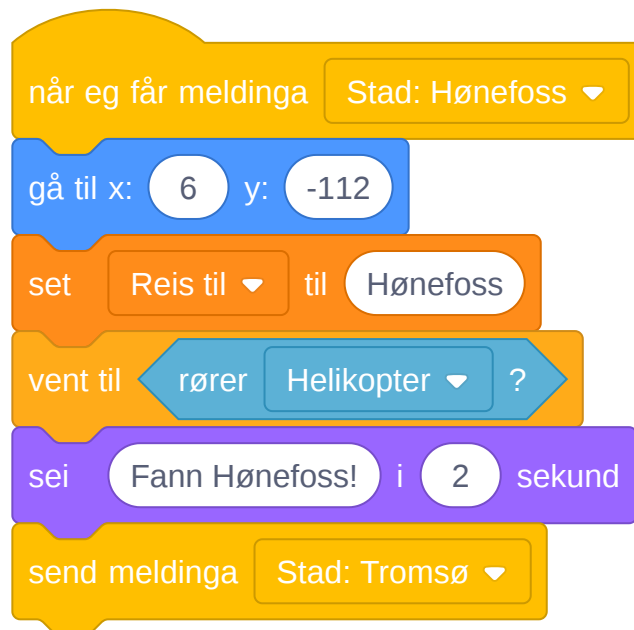 når eg får meldinga Stad: Hønefoss
gå til x: 6 y: -112
set Reis til til Hønefoss
vent til rører Helikopter ?
sei Fann Hønefoss! i 2 sekund
send meldinga Stad: Tromsø